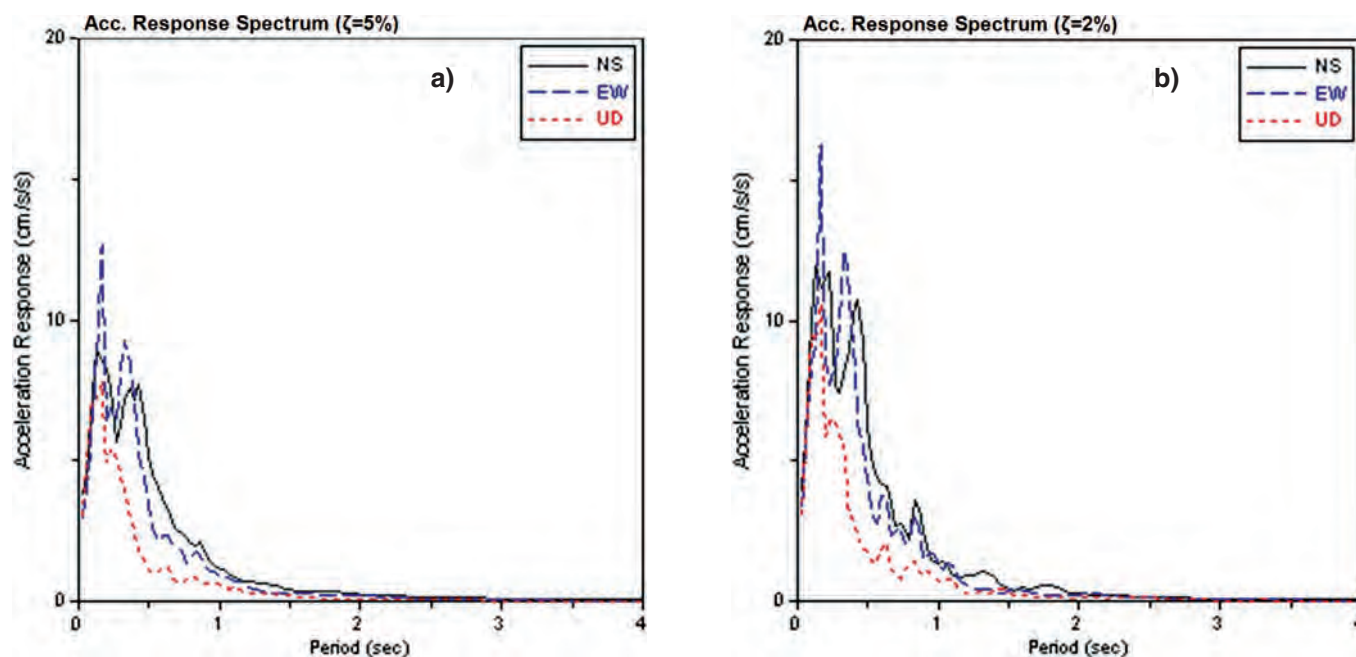 Acc. Response Spectrum (ζ=5%)
20
a)
NS
EW
UD
Acceleration Response (cm/s/s)
10
0
0 1 2 3 4
Period (sec)
Acc. Response Spectrum (ζ=2%)
20
b)
NS
EW
UD
Acceleration Response (cm/s/s)
10
0
0 1 2 3 4
Period (sec)